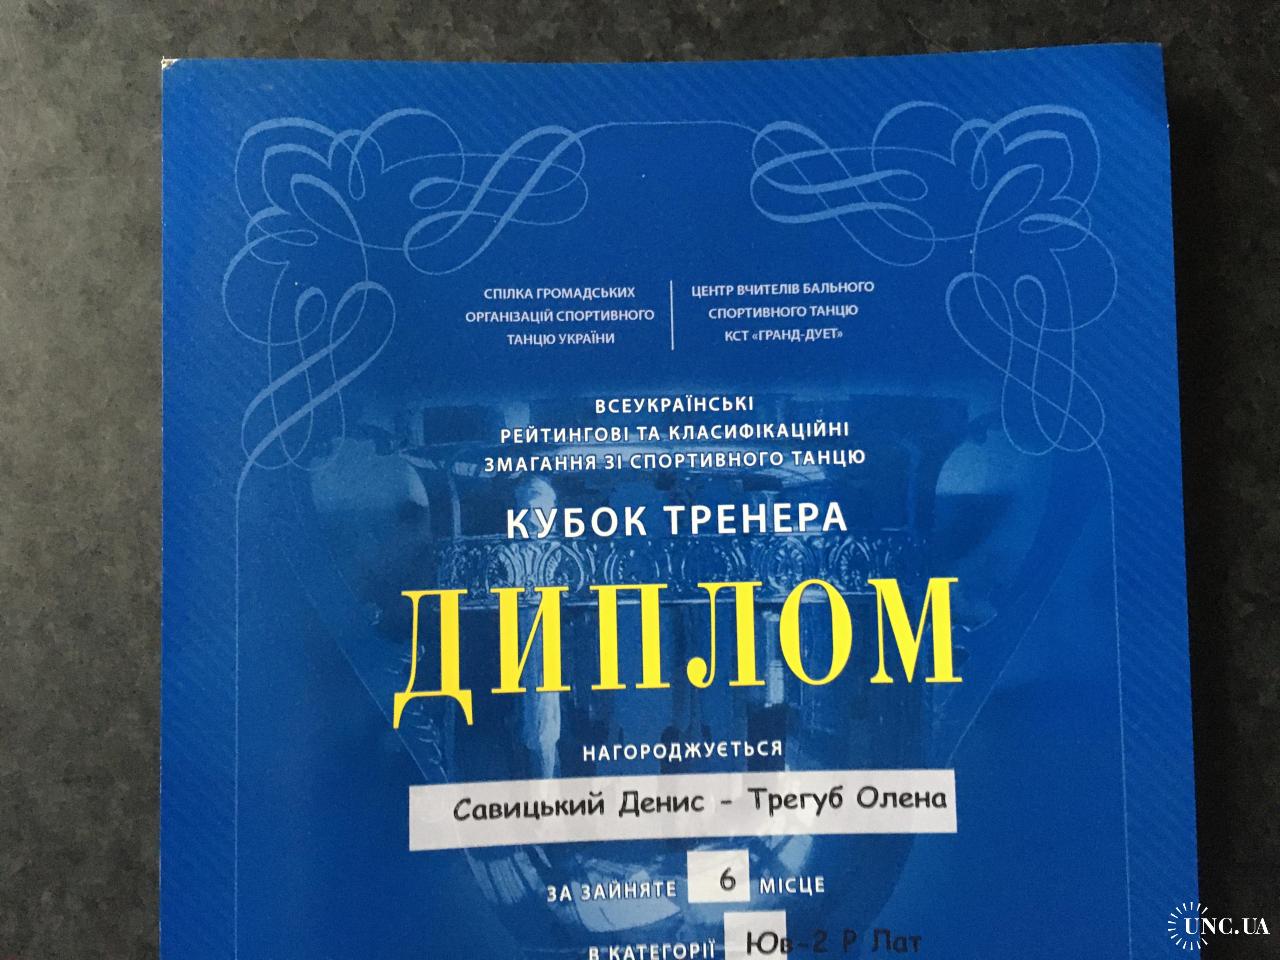 СПІЛКА ГРОМАДСЬКИХ
ОРГАНІЗАЦІЙ СПОРТИВНОГО
ТАНЦЮ УКРАЇНИ
ЦЕНТР ВЧИТЕЛІВ БАЛЬНОГО
СПОРТИВНОГО ТАНЦЮ
КСТ «ГРАНД-ДУЕТ»
ВСЕУКРАЇНСЬКІ
РЕЙТИНГОВІ ТА КЛАСИФІКАЦІЙНІ
ЗМАГАННЯ ЗІ СПОРТИВНОГО ТАНЦЮ
КУБОК ТРЕНЕРА
ДИПЛОМ
НАГОРОДЖУЄТЬСЯ
Савицький Денис - Трегуб Олена
ЗА ЗАЙНЯТЕ 6 МІСЦЕ
В КАТЕГОРІЇ Юв-2 Р Лат
UNC.UA